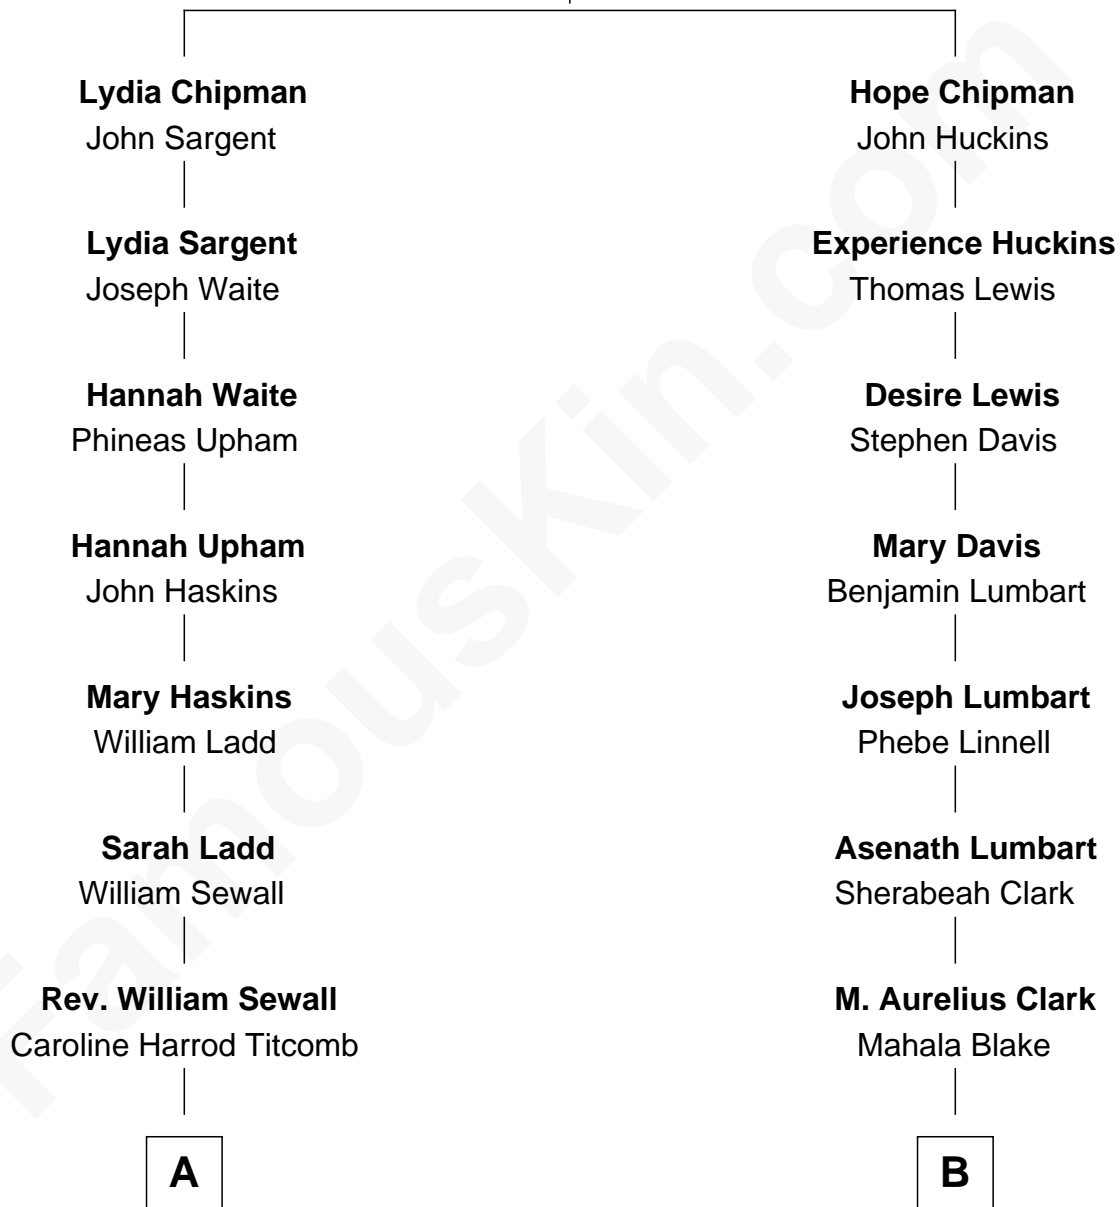 Lydia Chipman
John Sargent
Lydia Sargent
Joseph Waite
Hannah Waite
Phineas Upham
Hannah Upham
John Haskins
Mary Haskins
William Ladd
Sarah Ladd
William Sewall
Rev. William Sewall
Caroline Harrod Titcomb
A
Hope Chipman
John Huckins
Experience Huckins
Thomas Lewis
Desire Lewis
Stephen Davis
Mary Davis
Benjamin Lumbart
Joseph Lumbart
Phebe Linnell
Asenath Lumbart
Sherabeah Clark
M. Aurelius Clark
Mahala Blake
B
FamousKin.com